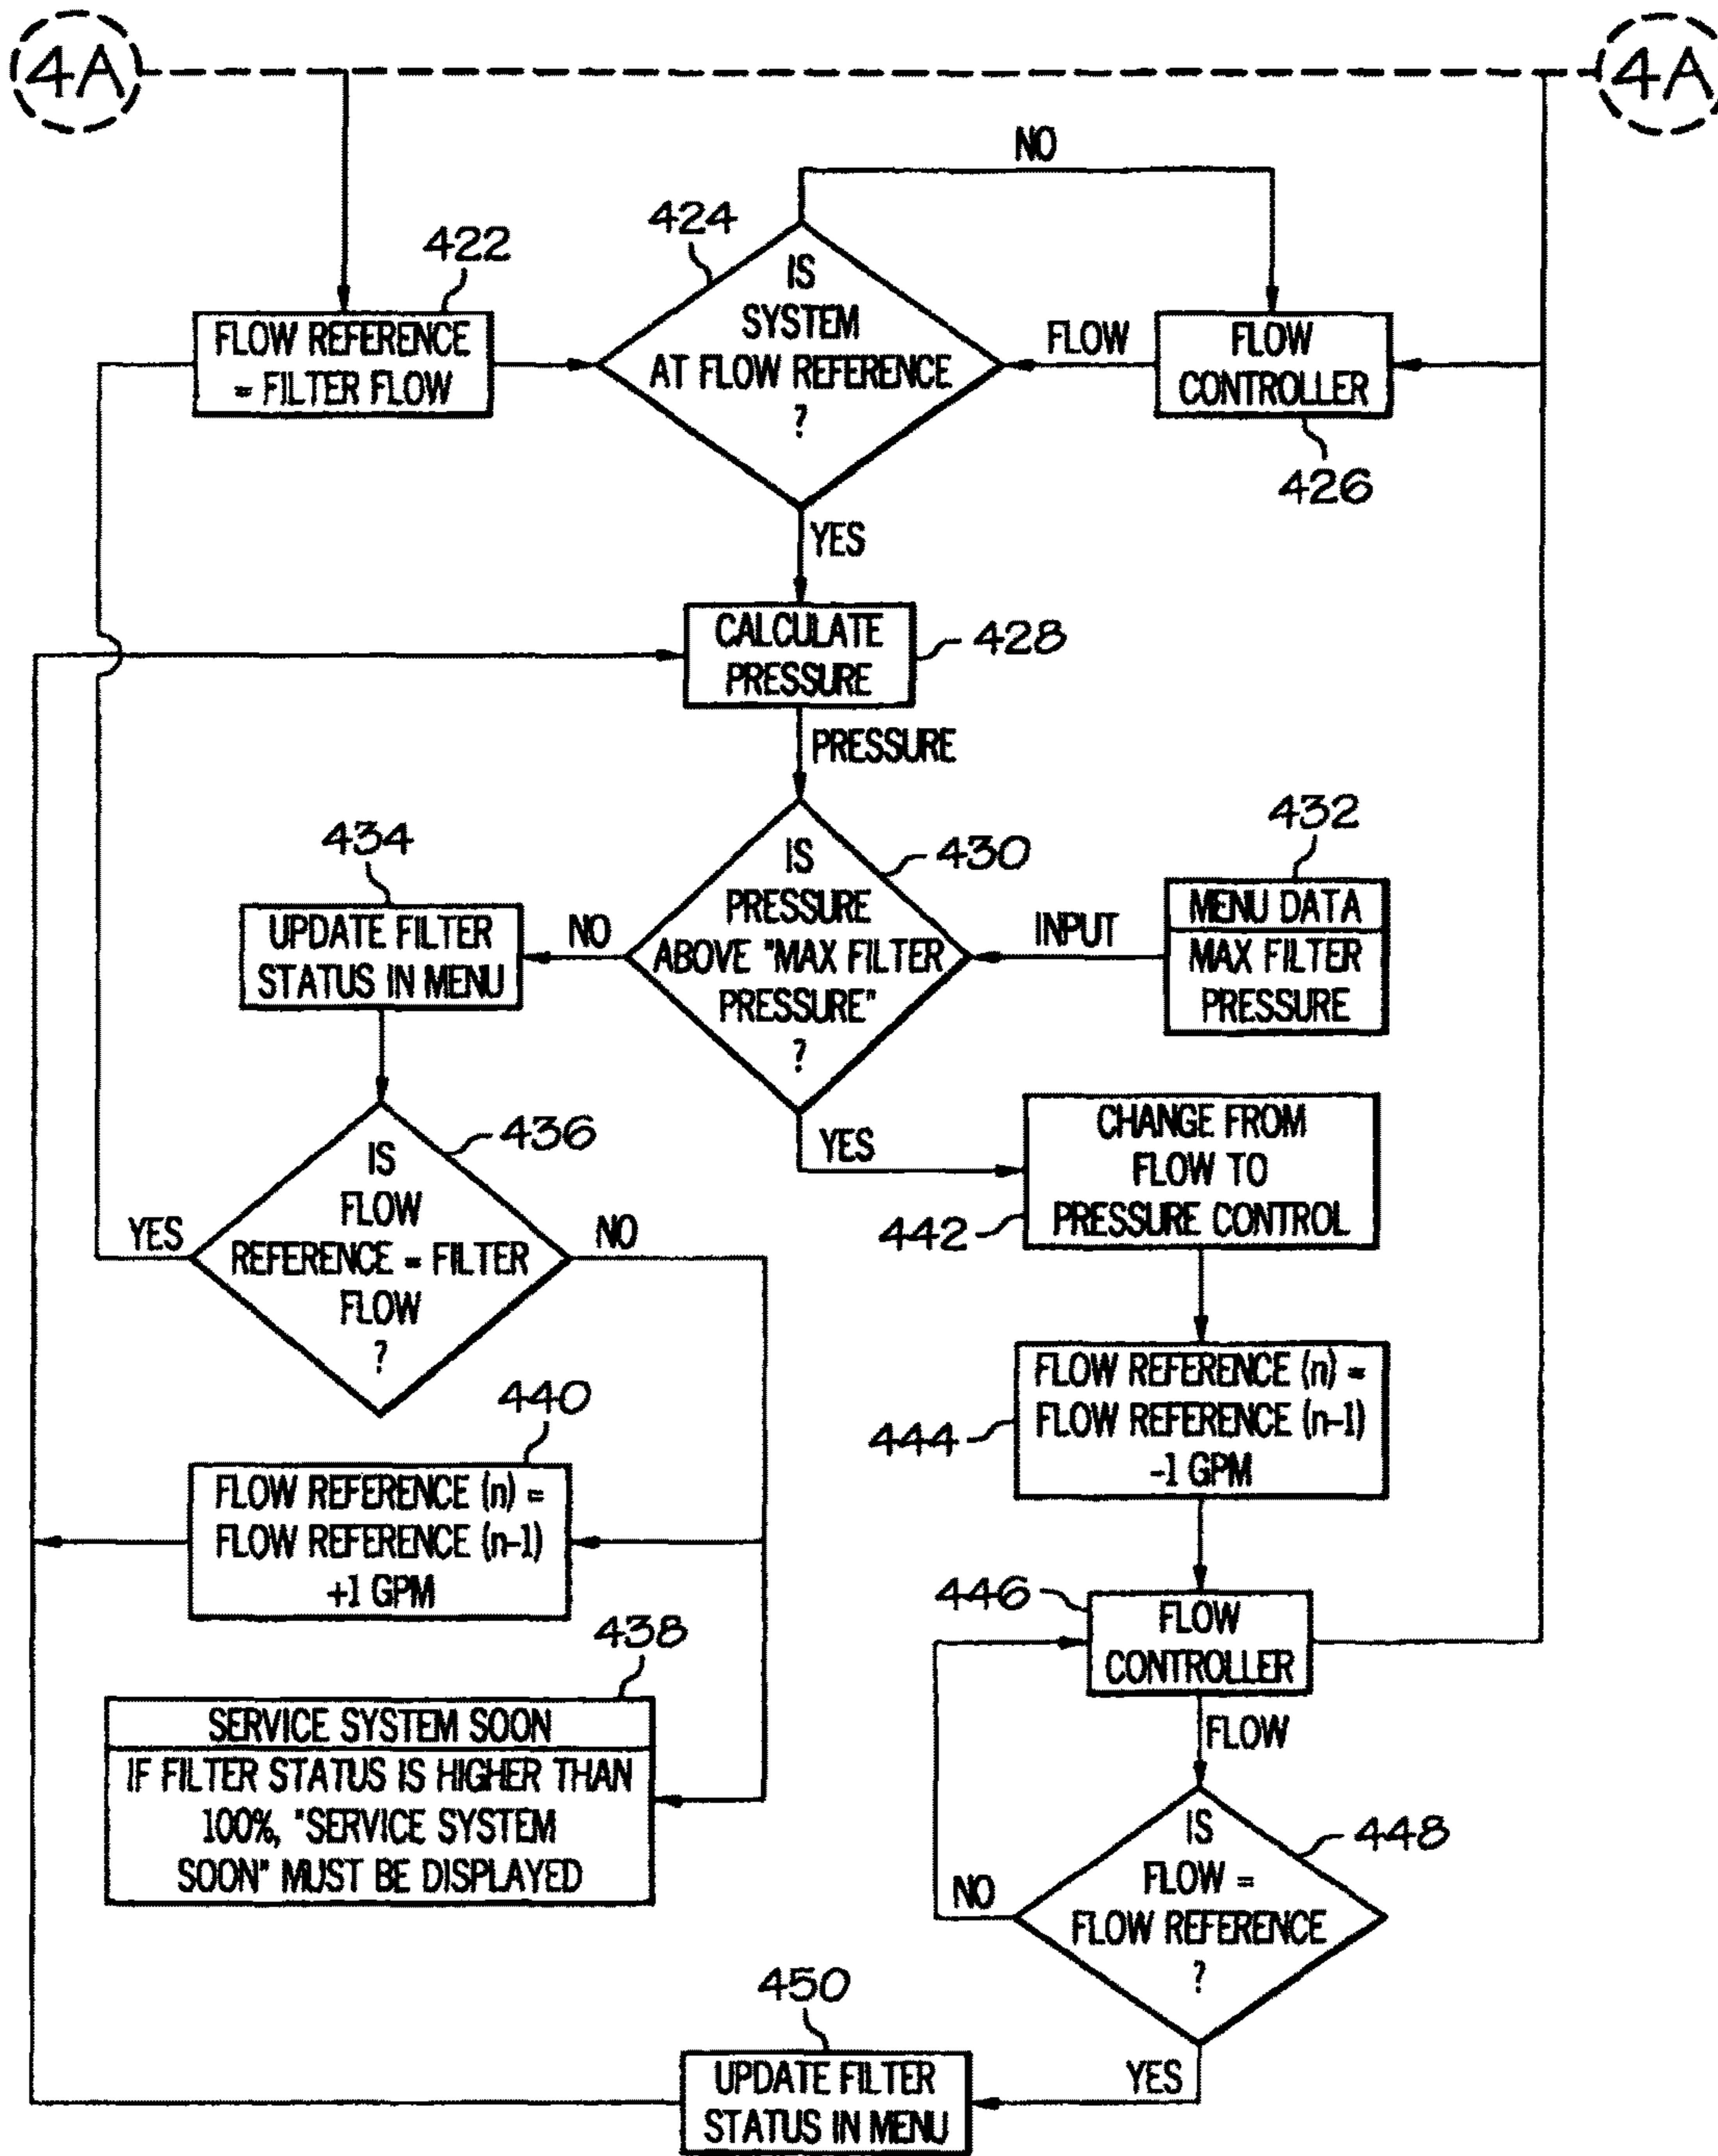 4A
4A
NO
424
422
IS
SYSTEM
AT FLOW REFERENCE
?
FLOW REFERENCE
= FILTER FLOW
FLOW
FLOW
CONTROLLER
426
YES
CALCULATE
PRESSURE
428
PRESSURE
434
430
432
IS
PRESSURE
ABOVE "MAX FILTER
PRESSURE"
?
MENU DATA
MAX FILTER
PRESSURE
INPUT
NO
UPDATE FILTER
STATUS IN MENU
436
YES
CHANGE FROM
FLOW TO
PRESSURE CONTROL
442
IS
FLOW
REFERENCE = FILTER
FLOW
?
YES
NO
440
FLOW REFERENCE (n) =
FLOW REFERENCE (n-1)
-1 GPM
444
FLOW REFERENCE (n) =
FLOW REFERENCE (n-1)
+1 GPM
446
FLOW
CONTROLLER
438
SERVICE SYSTEM SOON
IF FILTER STATUS IS HIGHER THAN
100%, "SERVICE SYSTEM
SOON" MUST BE DISPLAYED
FLOW
IS
FLOW =
FLOW REFERENCE
?
448
NO
450
YES
UPDATE FILTER
STATUS IN MENU